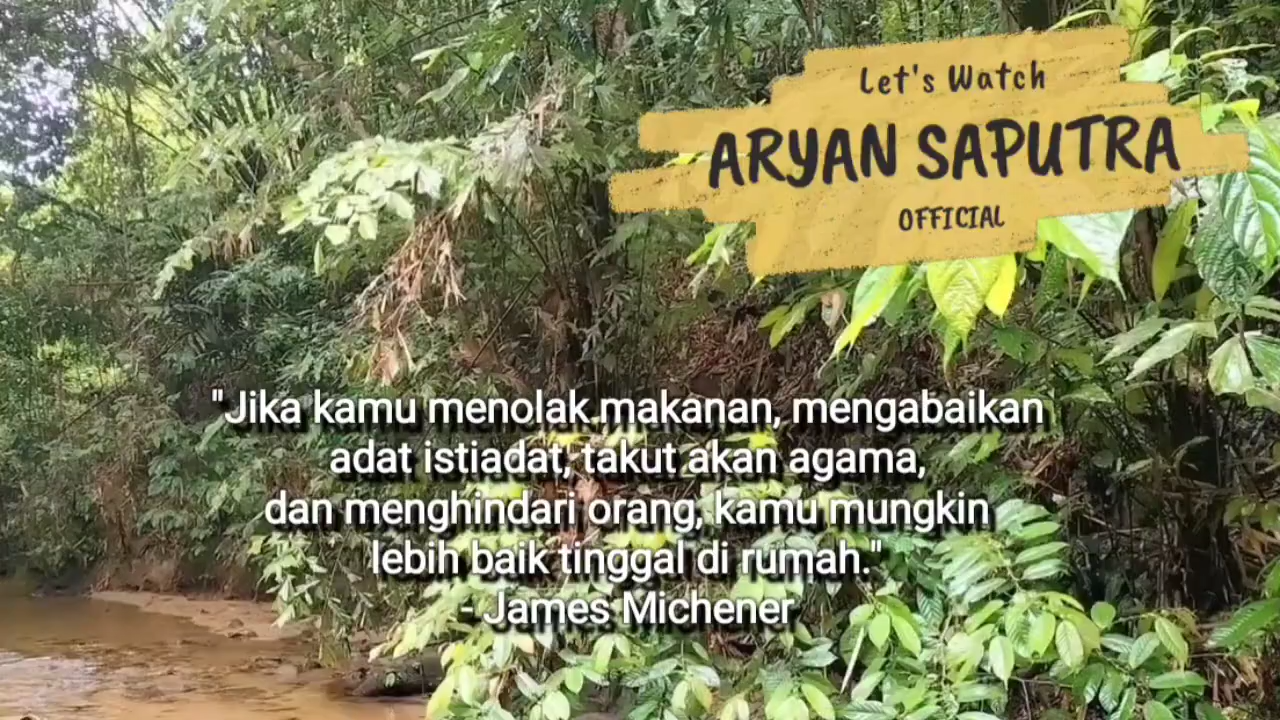 Let's Watch
ARYAN SAPUTRA
OFFICIAL
"Jika kamu menolak makanan, mengabaikan
adat istiadat, takut akan agama,
dan menghindari orang, kamu mungkin
lebih baik tinggal di rumah."
- James Michener